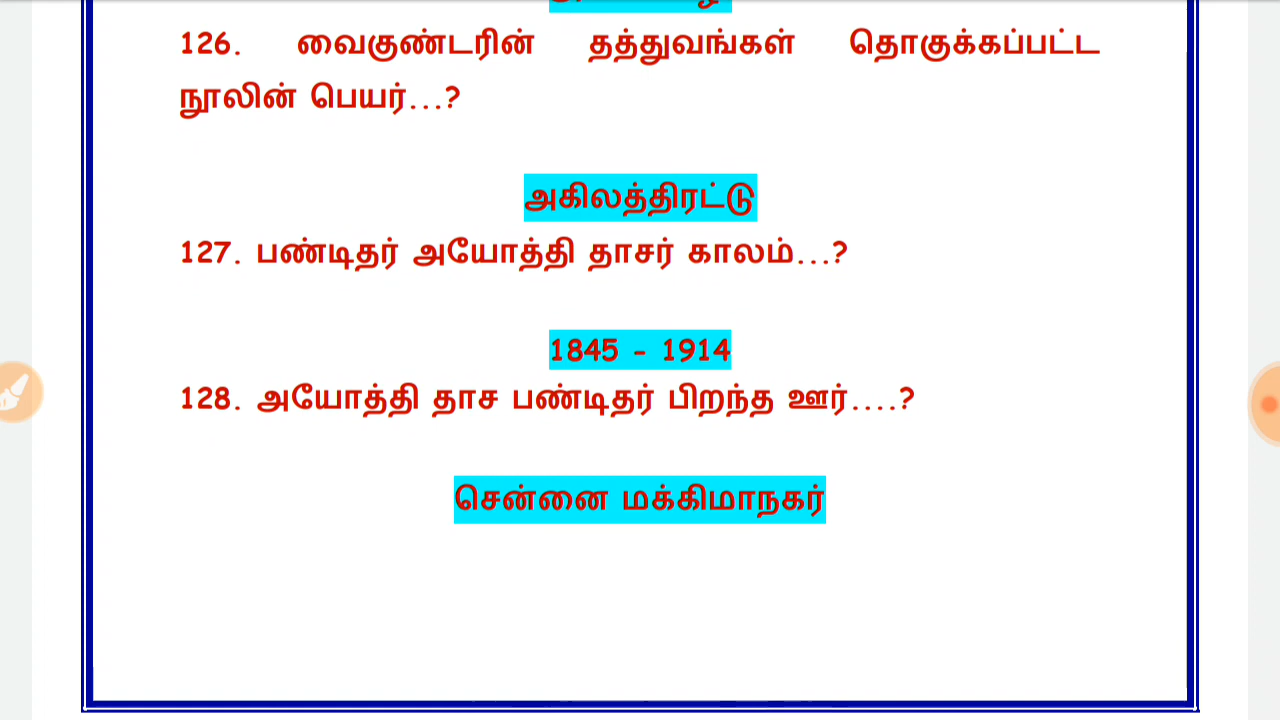 126. வைகுண்டரின் தத்துவங்கள் தொகுக்கப்பட்ட
நூலின் பெயர்...?
அகிலத்திரட்டு
127. பண்டிதர் அயோத்தி தாசர் காலம்...?
1845 - 1914
128. அயோத்தி தாச பண்டிதர் பிறந்த ஊர்....?
சென்னை மக்கிமாநகர்